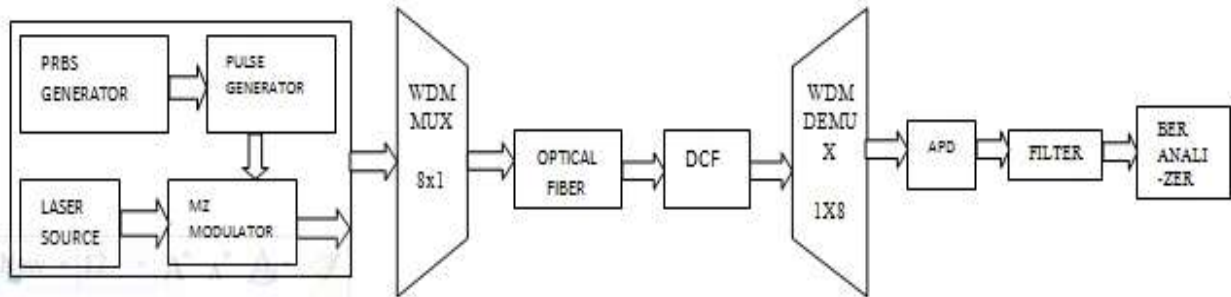 PRBS
GENERATOR
PULSE
GENERATOR
LASER
SOURCE
MZ
MODULATOR
WDM
MUX
8x1
OPTICAL
FIBER
DCF
WDM
DEMU
X
1X8
APD
FILTER
BER
ANALI
-ZER